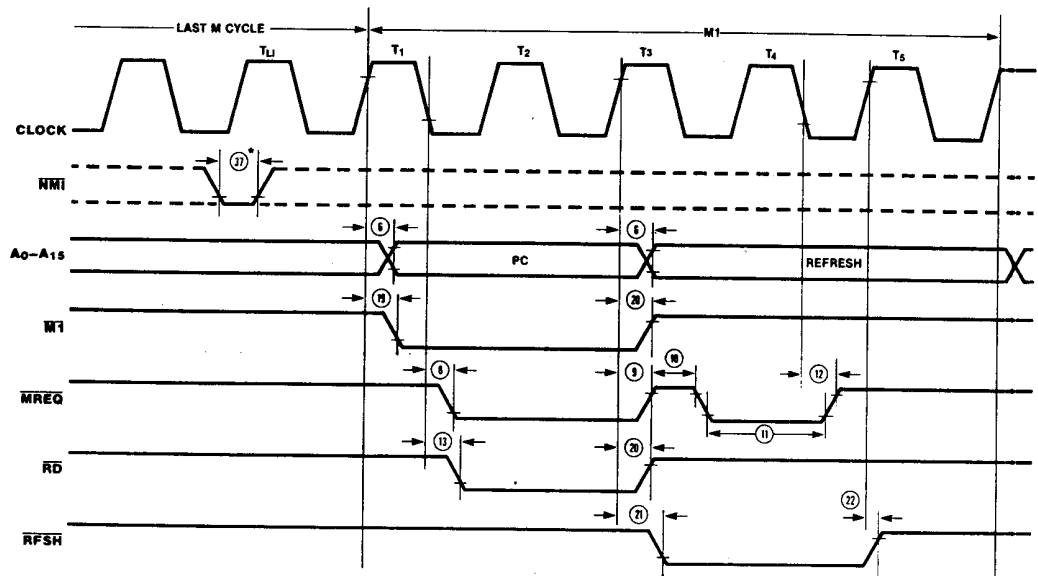 LAST M CYCLE M1
TLI T1 T2 T3 T4 T5
CLOCK
37 *
NMI
6 6
A0–A15 PC REFRESH
19 20
M1
8 9 10 12
MREQ 11
13 20
RD
21 22
RFSH